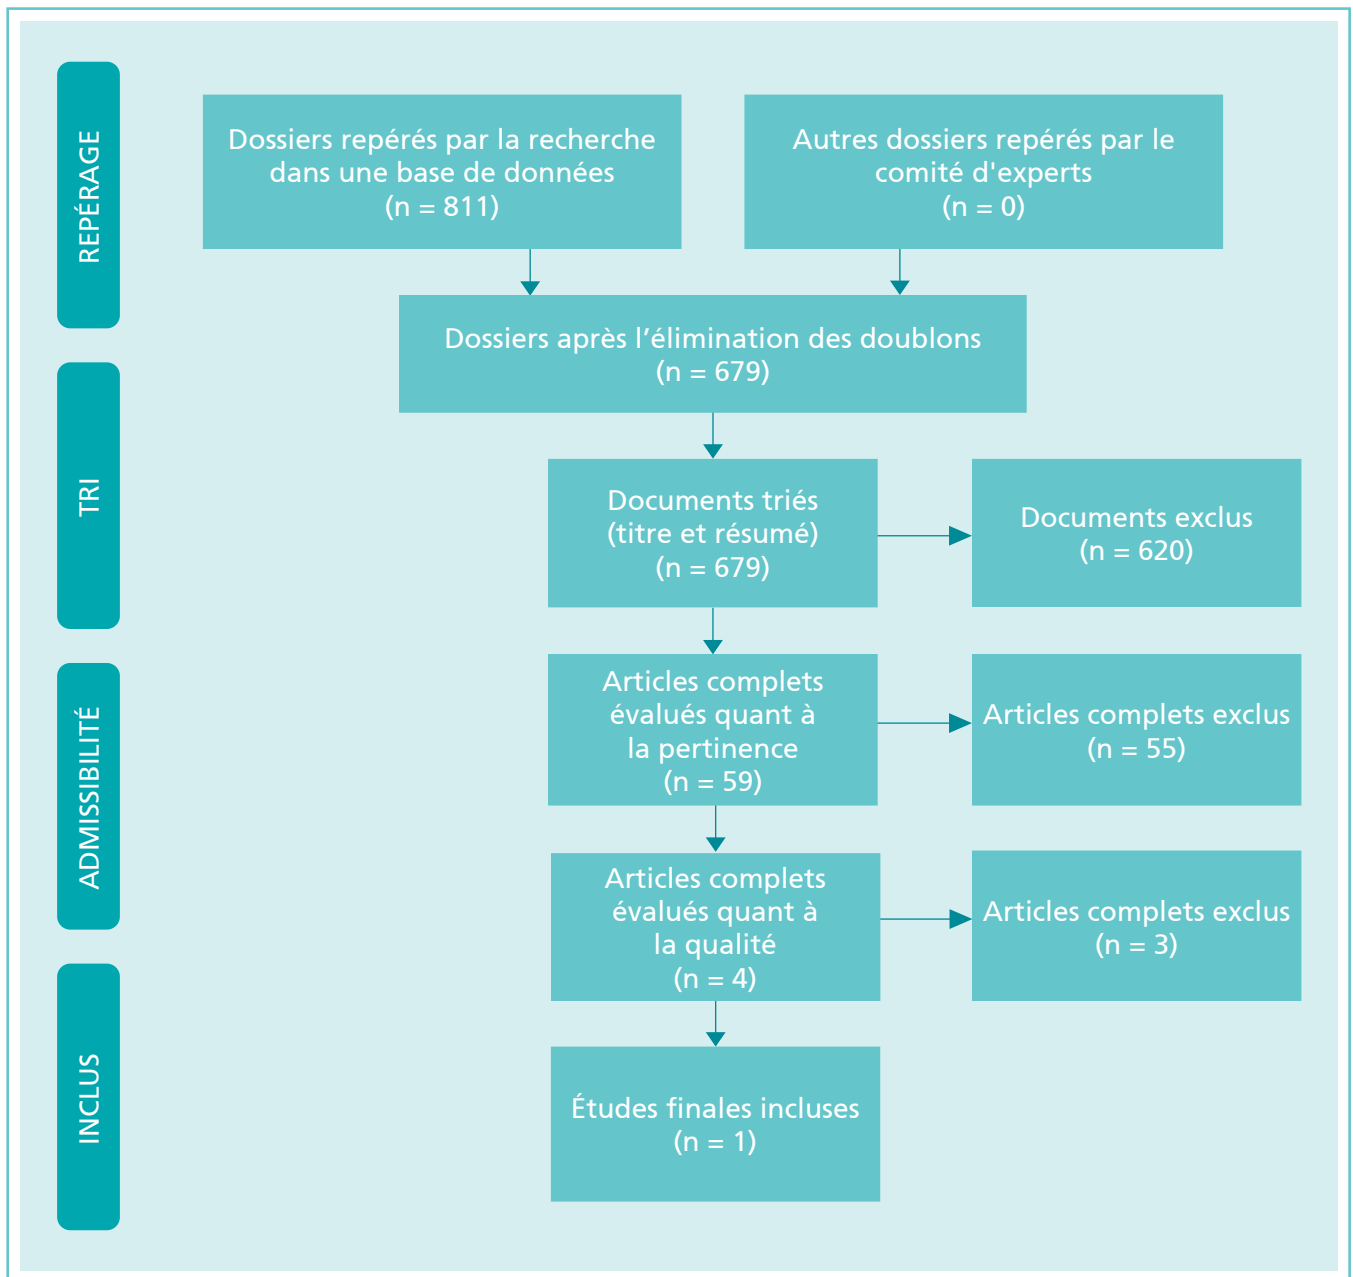 REPÉRAGE
Dossiers repérés par la recherche
dans une base de données
(n = 811)
Autres dossiers repérés par le
comité d'experts
(n = 0)
Dossiers après l’élimination des doublons
(n = 679)
TRI
Documents triés
(titre et résumé)
(n = 679)
Documents exclus
(n = 620)
ADMISSIBILITÉ
Articles complets
évalués quant à
la pertinence
(n = 59)
Articles complets exclus
(n = 55)
Articles complets
évalués quant à
la qualité
(n = 4)
Articles complets exclus
(n = 3)
INCLUS
Études finales incluses
(n = 1)